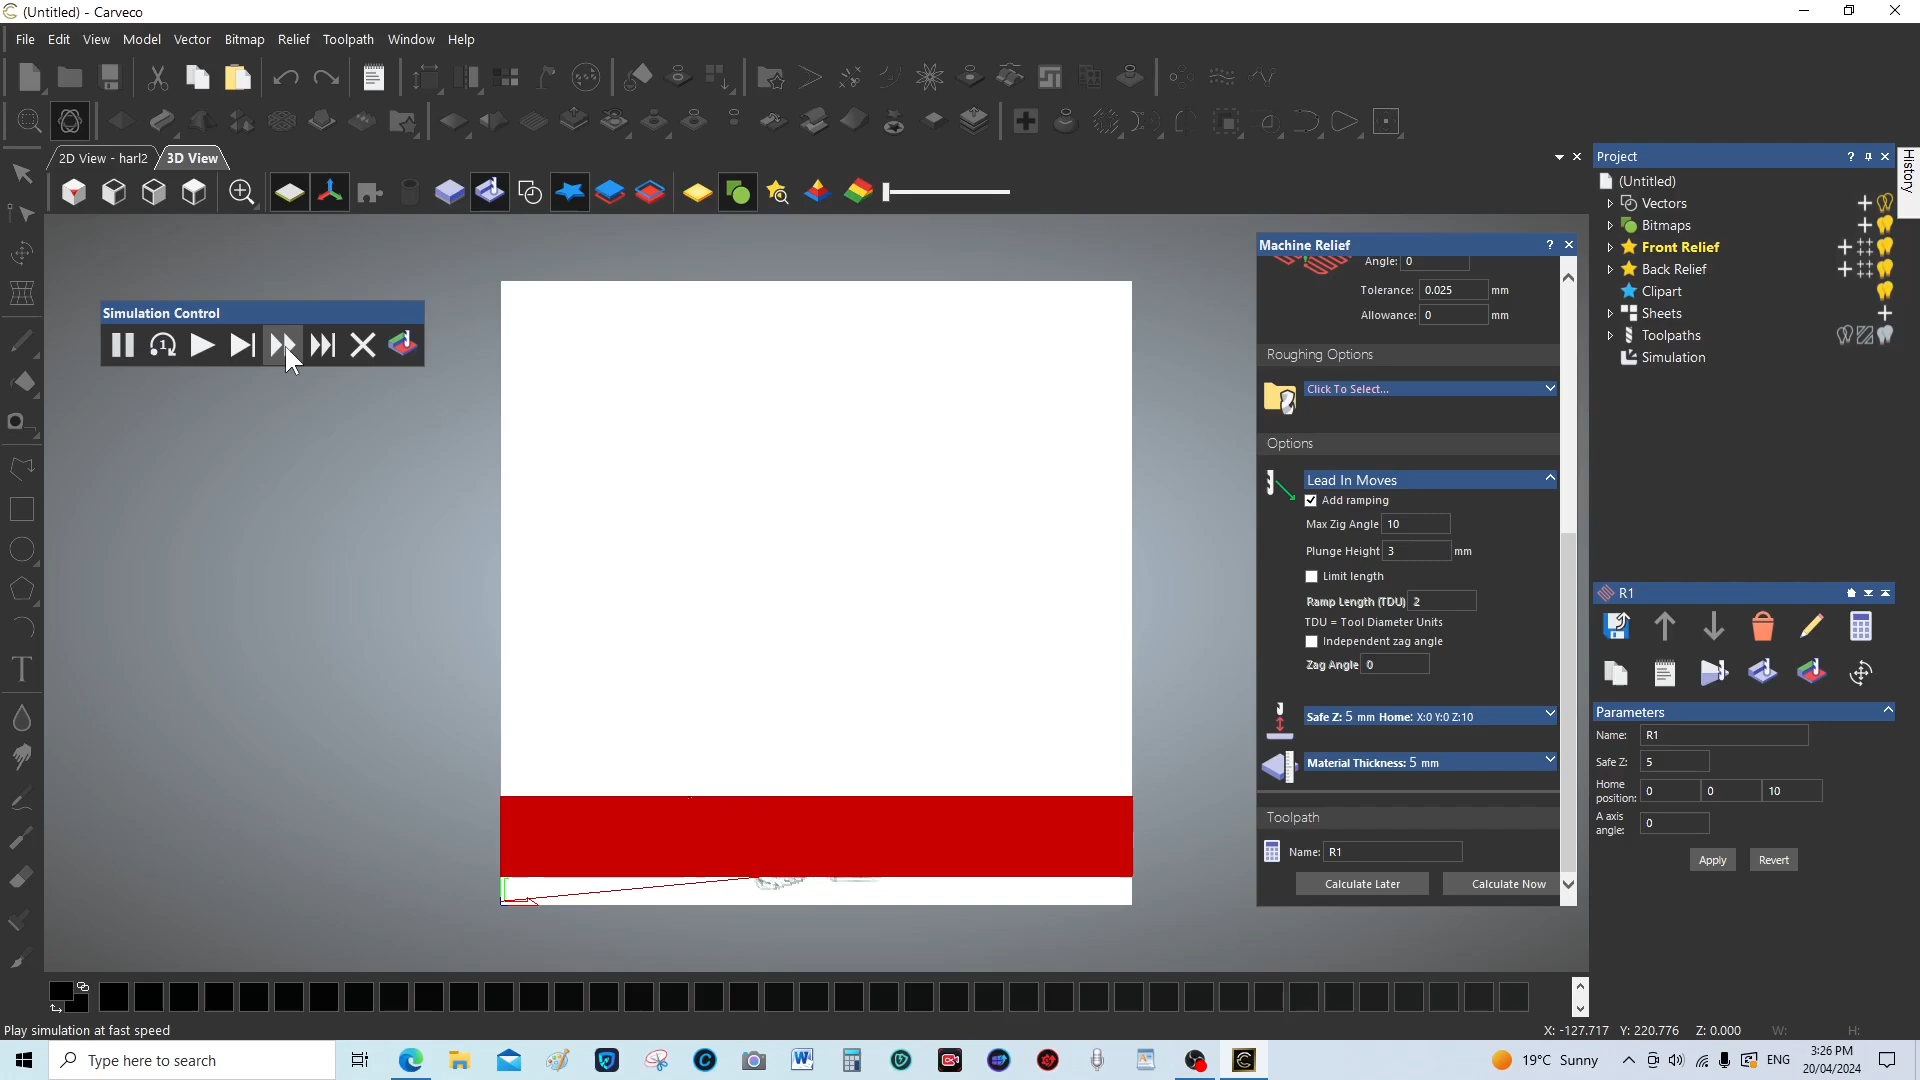 (Untitled) - Carveco
File Edit View Model Vector Bitmap Relief Toolpath Window Help
2D View - harl2 3D View
Simulation Control
Machine Relief
Angle: 0
Tolerance: 0.025 mm
Allowance: 0 mm
Roughing Options
Click To Select...
Options
Lead In Moves
Add ramping
Max Zig Angle 10
Plunge Height 3 mm
Limit length
Ramp Length (TDU) 2
TDU = Tool Diameter Units
Independent zag angle
Zag Angle 0
Safe Z: 5 mm Home: X:0 Y:0 Z:10
Material Thickness: 5 mm
Toolpath
Name: R1
Calculate Later Calculate Now
Project
History
(Untitled)
Vectors
Bitmaps
Front Relief
Back Relief
Clipart
Sheets
Toolpaths
Simulation
R1
Parameters
Name: R1
Safe Z: 5
Home position: 0 0 10
A axis angle: 0
Apply Revert
Play simulation at fast speed
X: -127.717 Y: 220.776 Z: 0.000 W: H:
Type here to search
19°C Sunny
ENG
3:26 PM
20/04/2024